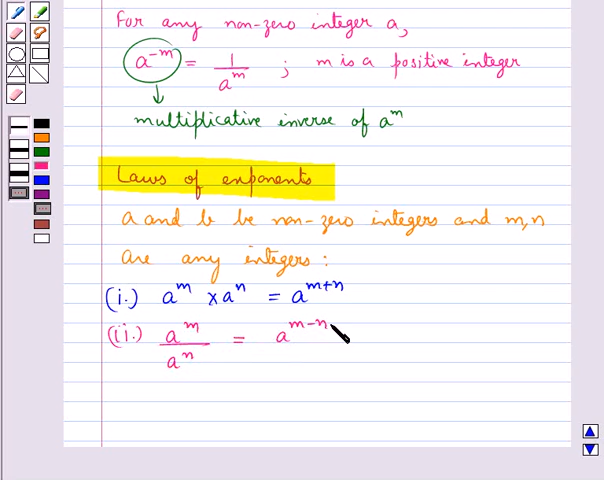 For any non-zero integer a,
a^-m = 1/a^m ; m is a positive integer
multiplicative inverse of a^m
Laws of exponents
a and b be non-zero integers and m,n
are any integers :
(i.) a^m × a^n = a^m+n
(ii.) a^m/a^n = a^m-n